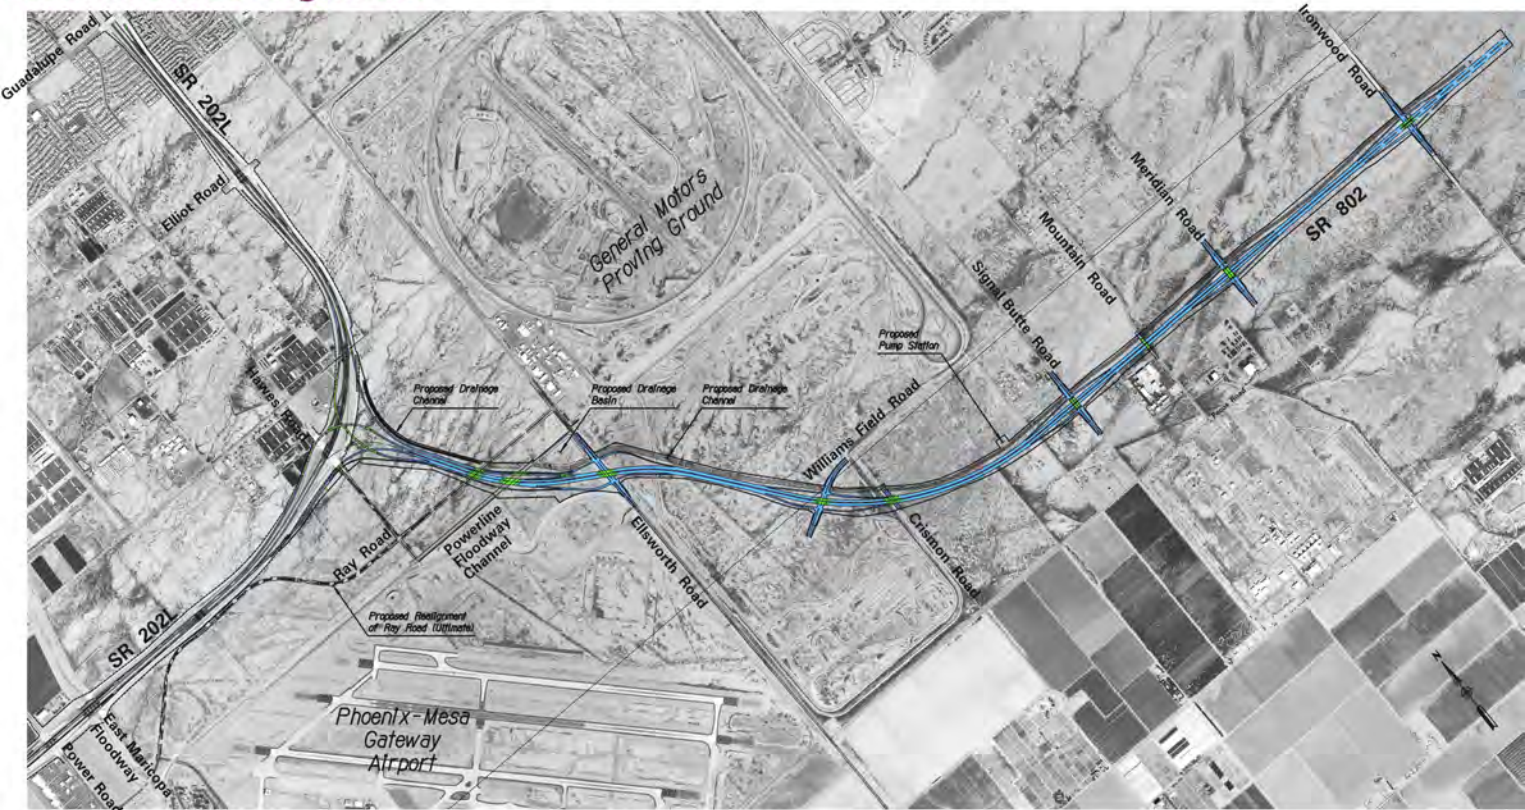 Guadalupe Road
SR 202L
Elliot Road
General Motors
Proving Ground
Ironwood Road
Meridian Road
Mountain Road
Signal Butte Road
SR 802
Proposed
Pump Station
Hawes Road
Proposed Drainage
Channel
Proposed Drainage
Basin
Proposed Drainage
Channel
Williams Field Road
Ray Road
Powerline
Floodway
Channel
Ellsworth Road
Crismon Road
Proposed Realignment
of Ray Road (Ultimate)
SR 202L
Phoenix-Mesa
Gateway
Airport
East Maricopa
Floodway
Power Road
N